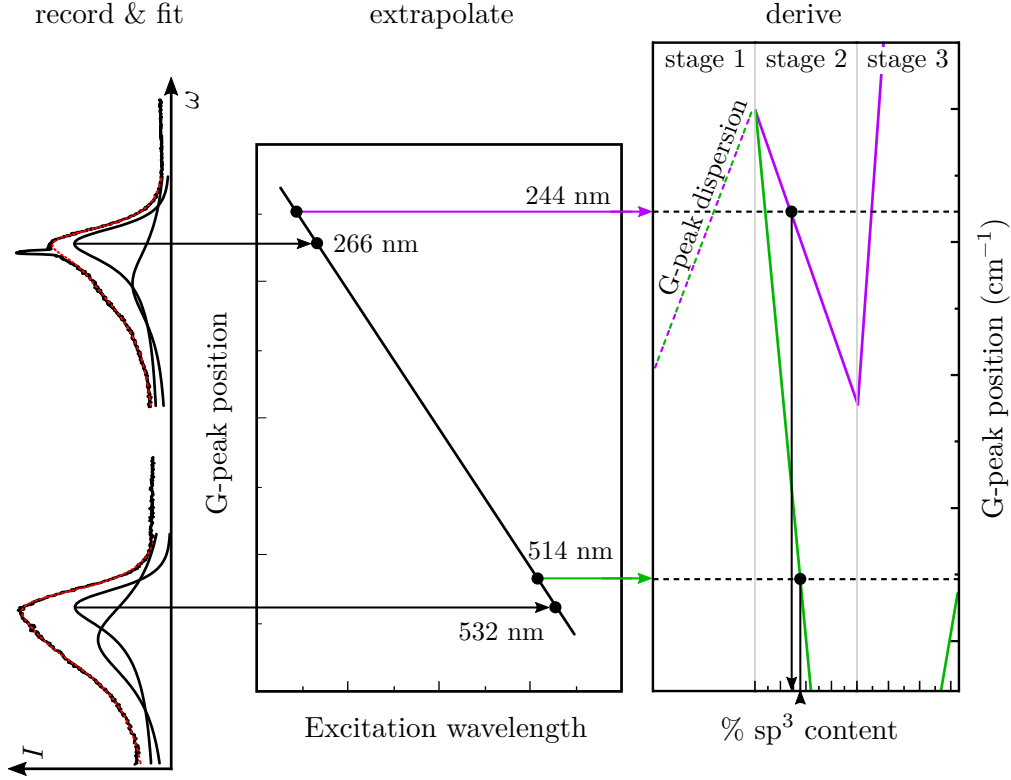 record & fit
extrapolate
derive
ω
I
G-peak position
244 nm
266 nm
514 nm
532 nm
Excitation wavelength
stage 1
stage 2
stage 3
G-peak dispersion
G-peak position (cm⁻¹)
% sp³ content